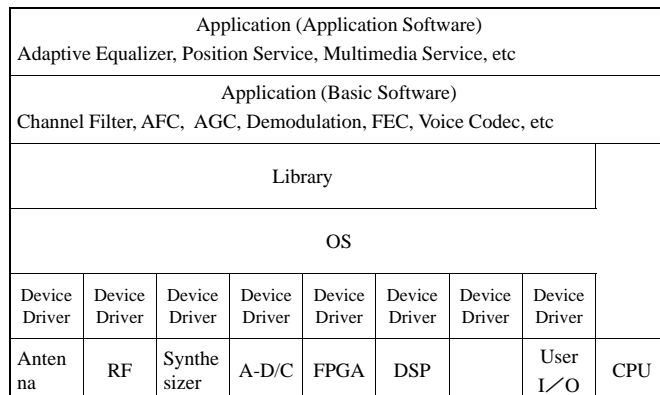 Application (Application Software)
Adaptive Equalizer, Position Service, Multimedia Service, etc
Application (Basic Software)
Channel Filter, AFC, AGC, Demodulation, FEC, Voice Codec, etc
Library
OS
Device Device Device Device Device Device Device Device
Driver Driver Driver Driver Driver Driver Driver Driver
Anten RF Synthe A-D/C FPGA DSP User CPU
na sizer I／O